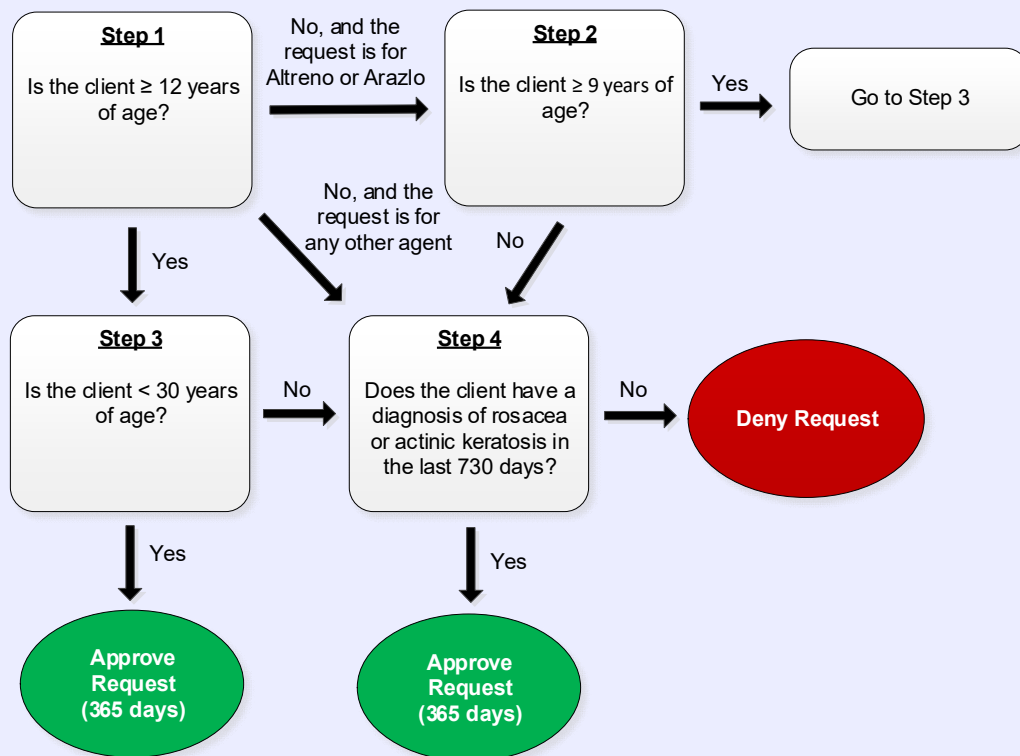 Step 1
Is the client ≥ 12 years
of age?
No, and the
request is for
Altreno or Arazlo
Step 2
Is the client ≥ 9 years of
age?
Yes
Go to Step 3
No, and the
request is for
any other agent
No
Yes
Step 3
Is the client < 30 years
of age?
No
Step 4
Does the client have a
diagnosis of rosacea
or actinic keratosis in
the last 730 days?
No
Deny Request
Yes
Yes
Approve
Request
(365 days)
Approve
Request
(365 days)